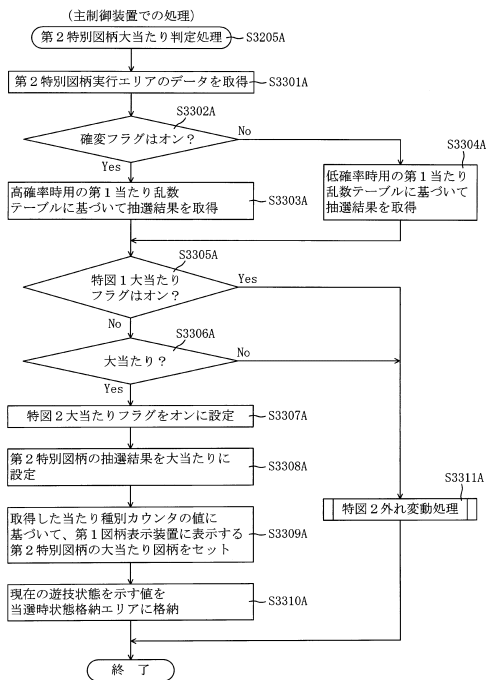 (主制御装置での処理)
第2特別図柄大当たり判定処理
S3205A
第2特別図柄実行エリアのデータを取得
S3301A
S3302A
確変フラグはオン?
No
Yes
S3304A
低確率時用の第1当たり
乱数テーブルに基づいて
抽選結果を取得
高確率時用の第1当たり乱数
テーブルに基づいて抽選結果を取得
S3303A
S3305A
特図1大当たり
フラグはオン?
Yes
No
S3306A
大当たり?
No
Yes
特図2大当たりフラグをオンに設定
S3307A
第2特別図柄の抽選結果を大当たりに
設定
S3308A
S3311A
特図2外れ変動処理
取得した当たり種別カウンタの値に
基づいて、第1図柄表示装置に表示する
第2特別図柄の大当たり図柄をセット
S3309A
現在の遊技状態を示す値を
当選時状態格納エリアに格納
S3310A
終 了